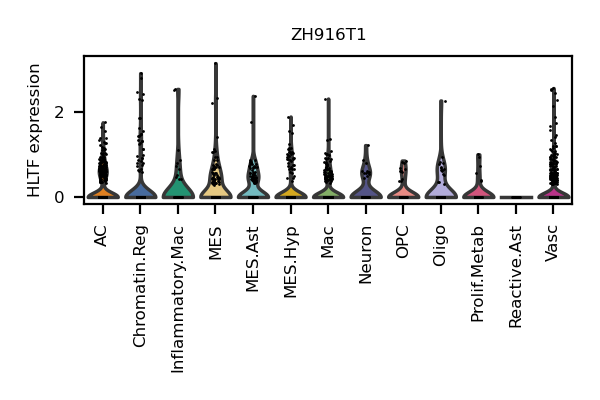 ZH916T1
HLTF expression
2
0
AC
Chromatin.Reg
Inflammatory.Mac
MES
MES.Ast
MES.Hyp
Mac
Neuron
OPC
Oligo
Prolif.Metab
Reactive.Ast
Vasc